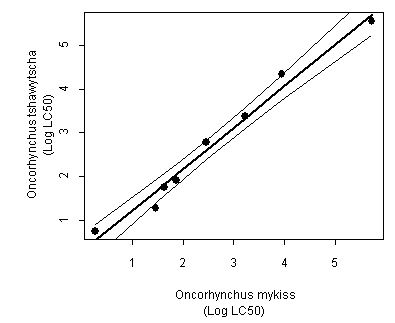 Oncorhynchus tshawytscha
(Log LC50)
5
4
3
2
1
1 2 3 4 5
Oncorhynchus mykiss
(Log LC50)